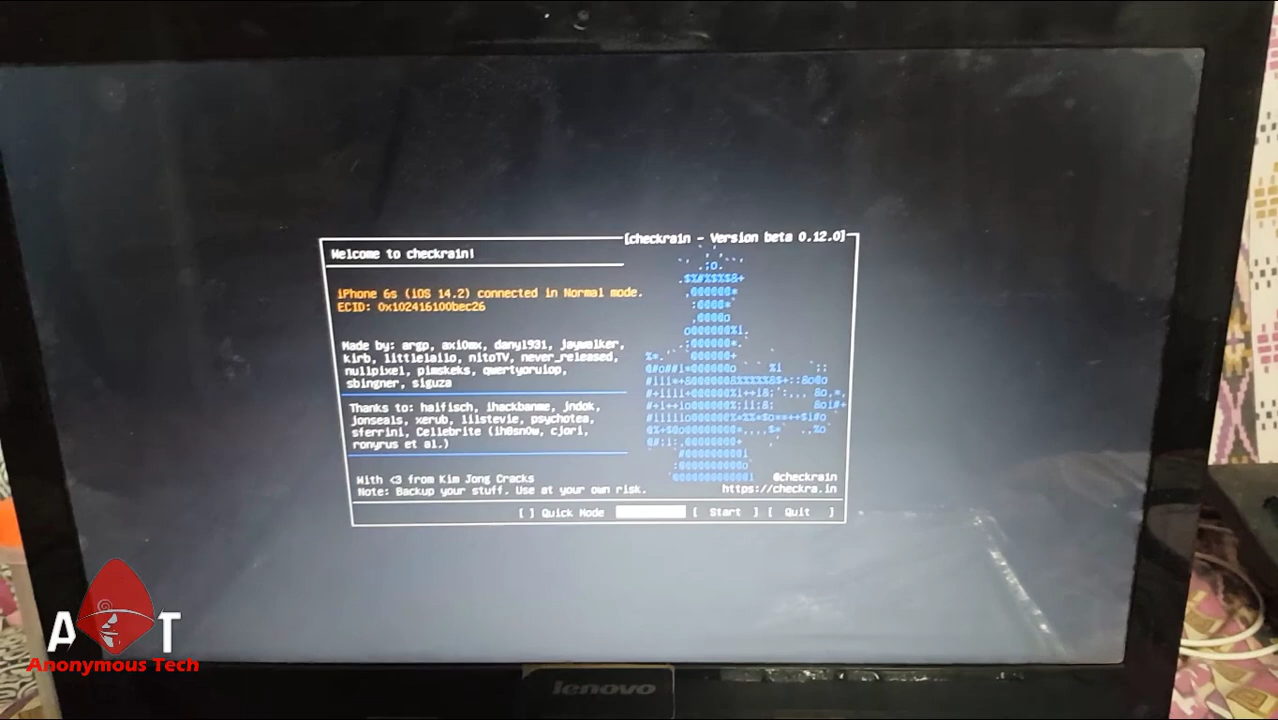 [checkrain - Version beta 0.12.0]
Welcome to checkrain!
iPhone 6s (iOS 14.2) connected in Normal mode.
ECID: 0x102416100bec26
Made by: argp, axi0mx, danyl931, jaywalker,
kirb, littlelailo, nitoTV, never_released,
nullpixel, pimskeks, qwertyoruiop,
sbingner, siguza
Thanks to: haifisch, ihackbanme, jndok,
jonseals, xerub, lilstevie, psychotea,
sferrini, Cellebrite (ih8sn0w, cjori,
ronyrus et al.)
With <3 from Kim Jong Cracks
Note: Backup your stuff. Use at your own risk.
@checkrain
https://checkra.in
[ ] Quick Mode [ Start ] [ Quit ]
lenovo
A T
Anonymous Tech